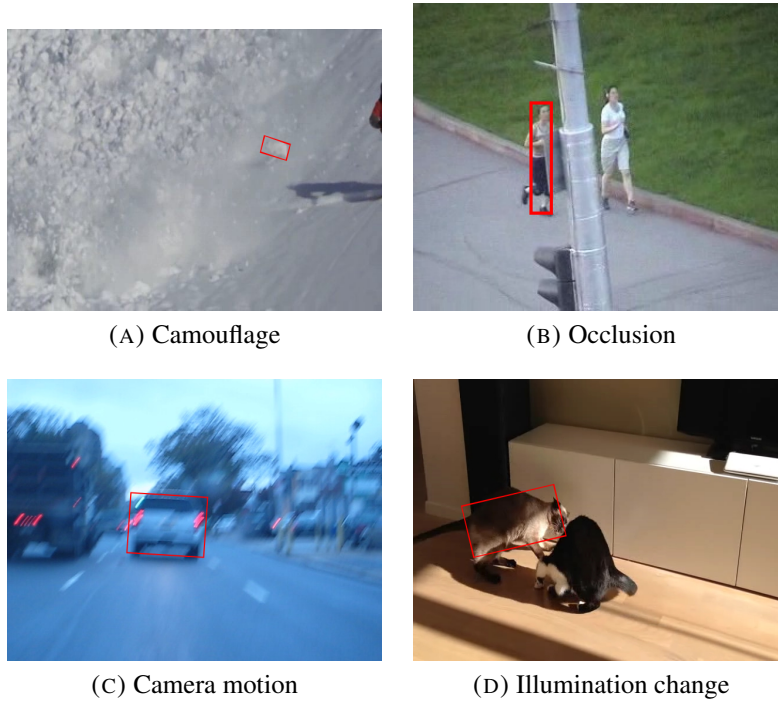 (A) Camouflage
(B) Occlusion
(C) Camera motion
(D) Illumination change